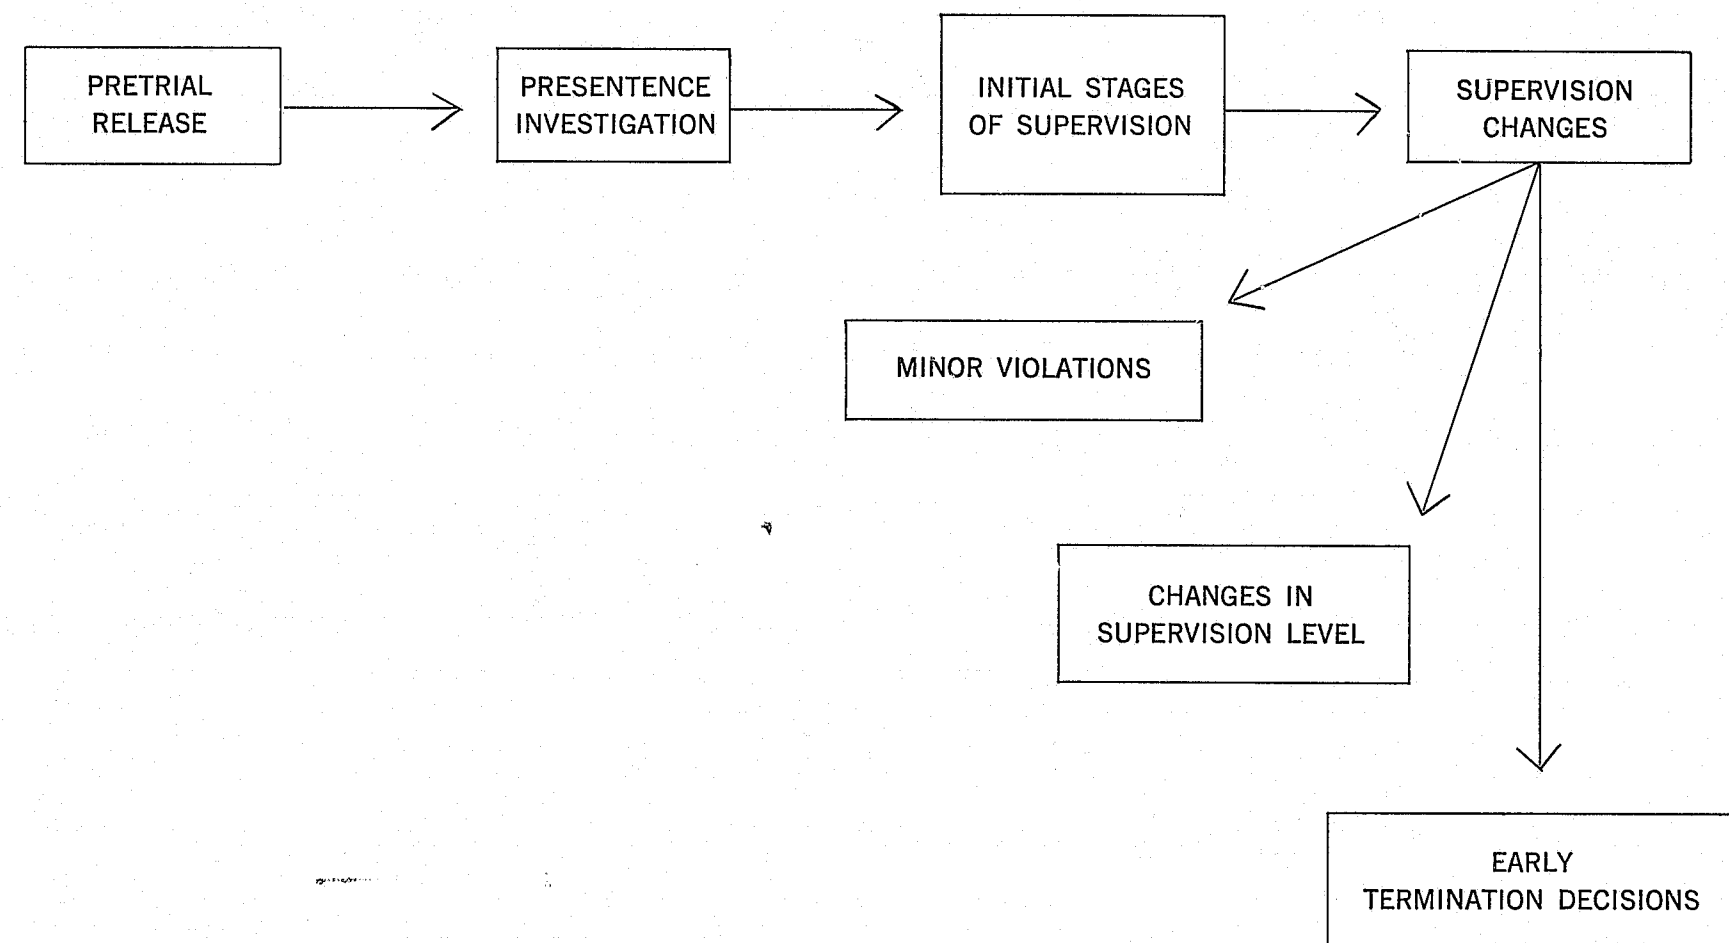 PRETRIAL
RELEASE
PRESENTENCE
INVESTIGATION
INITIAL STAGES
OF SUPERVISION
SUPERVISION
CHANGES
MINOR VIOLATIONS
CHANGES IN
SUPERVISION LEVEL
EARLY
TERMINATION DECISIONS